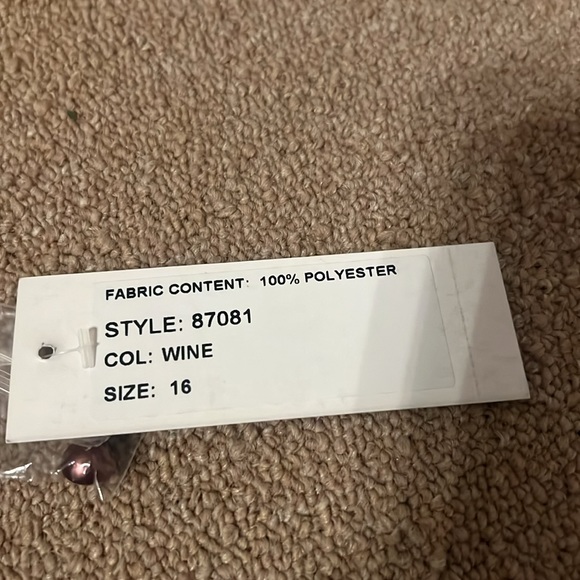 FABRIC CONTENT: 100% POLYESTER
STYLE: 87081
COL: WINE
SIZE: 16